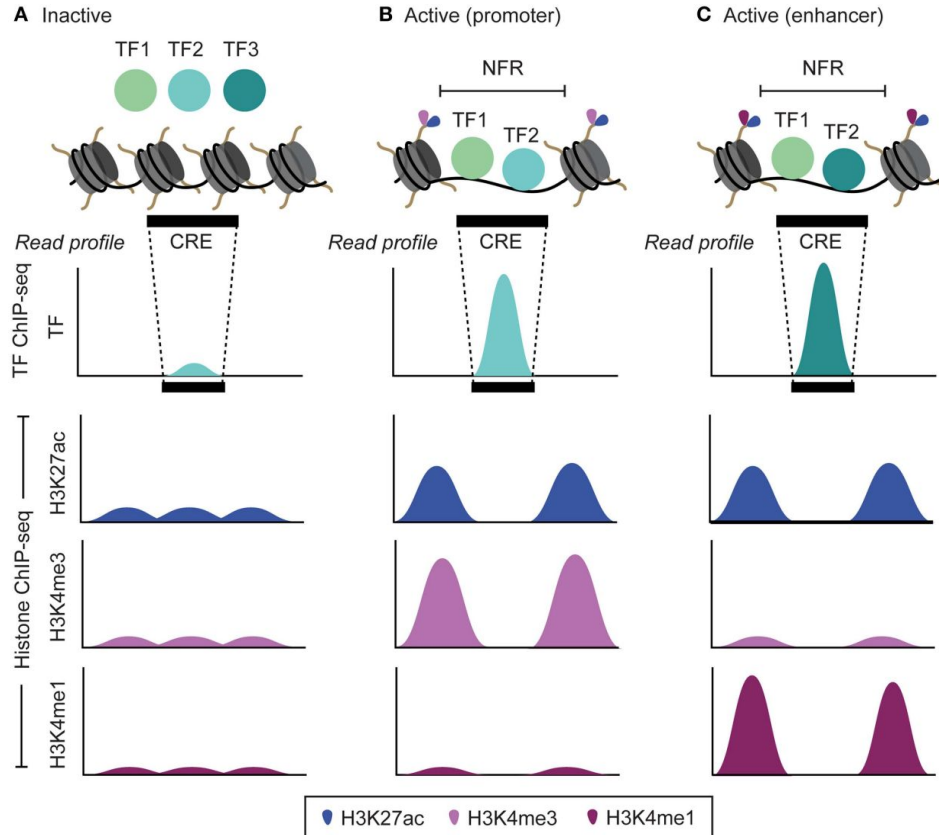 A Inactive
B Active (promoter)
C Active (enhancer)
TF1 TF2 TF3
NFR
TF1
TF2
NFR
TF1
TF2
Read profile CRE
Read profile CRE
Read profile CRE
TF ChIP-seq
TF
Histone ChIP-seq
H3K27ac
H3K4me3
H3K4me1
H3K27ac H3K4me3 H3K4me1